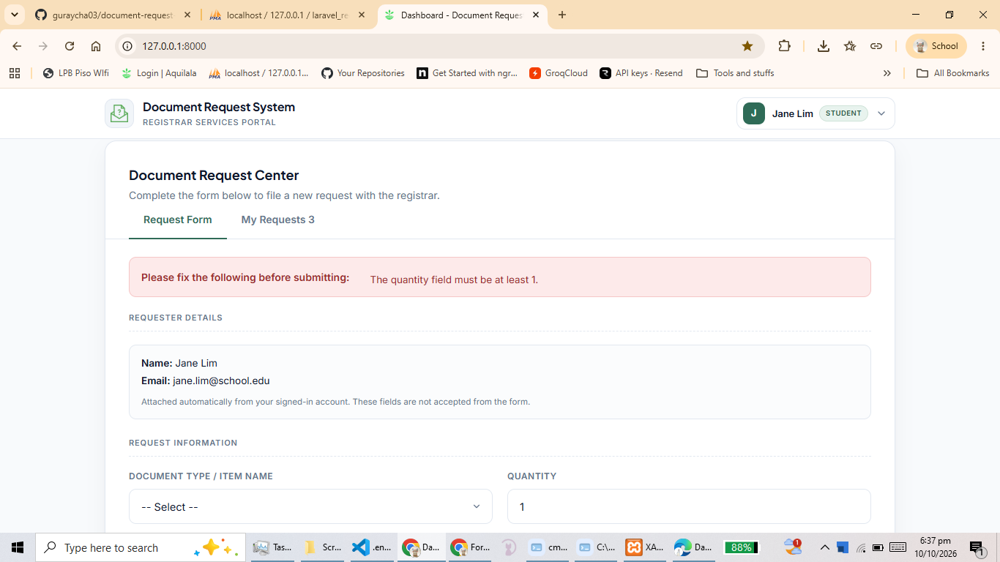 guraycha03/document-request
localhost / 127.0.0.1 / laravel_re
Dashboard - Document Reques
127.0.0.1:8000
School
LPB Piso WIfi
Login | Aquilala
localhost / 127.0.0.1...
Your Repositories
Get Started with ngr...
GroqCloud
API keys · Resend
Tools and stuffs
All Bookmarks
Document Request System
REGISTRAR SERVICES PORTAL
J
Jane Lim
STUDENT
Document Request Center
Complete the form below to file a new request with the registrar.
Request Form
My Requests 3
Please fix the following before submitting:
The quantity field must be at least 1.
REQUESTER DETAILS
Name: Jane Lim
Email: jane.lim@school.edu
Attached automatically from your signed-in account. These fields are not accepted from the form.
REQUEST INFORMATION
DOCUMENT TYPE / ITEM NAME
QUANTITY
-- Select --
1
Type here to search
Tas...
Scr...
.en...
Da...
For...
cm...
C:\...
XA...
Da...
88%
1
6:37 pm
10/10/2026
1